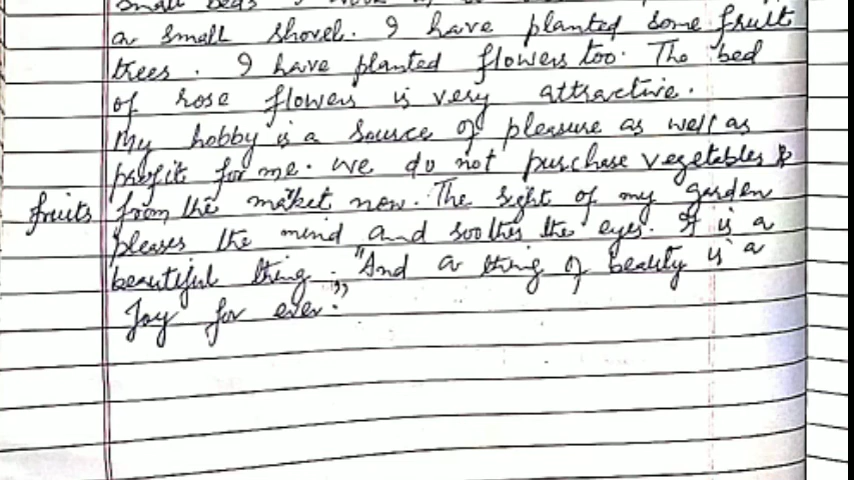 small beds I work
a small shovel. I have planted some fruit
trees. I have planted flowers too. The bed
of rose flowers is very attractive.
My hobby is a source of pleasure as well as
profit for me. we do not purchase vegetables &
fruits from the market now. The sight of my garden
pleases the mind and soothes the eyes. It is a
beautiful thing. "And a thing of beauty is a
Joy for ever."